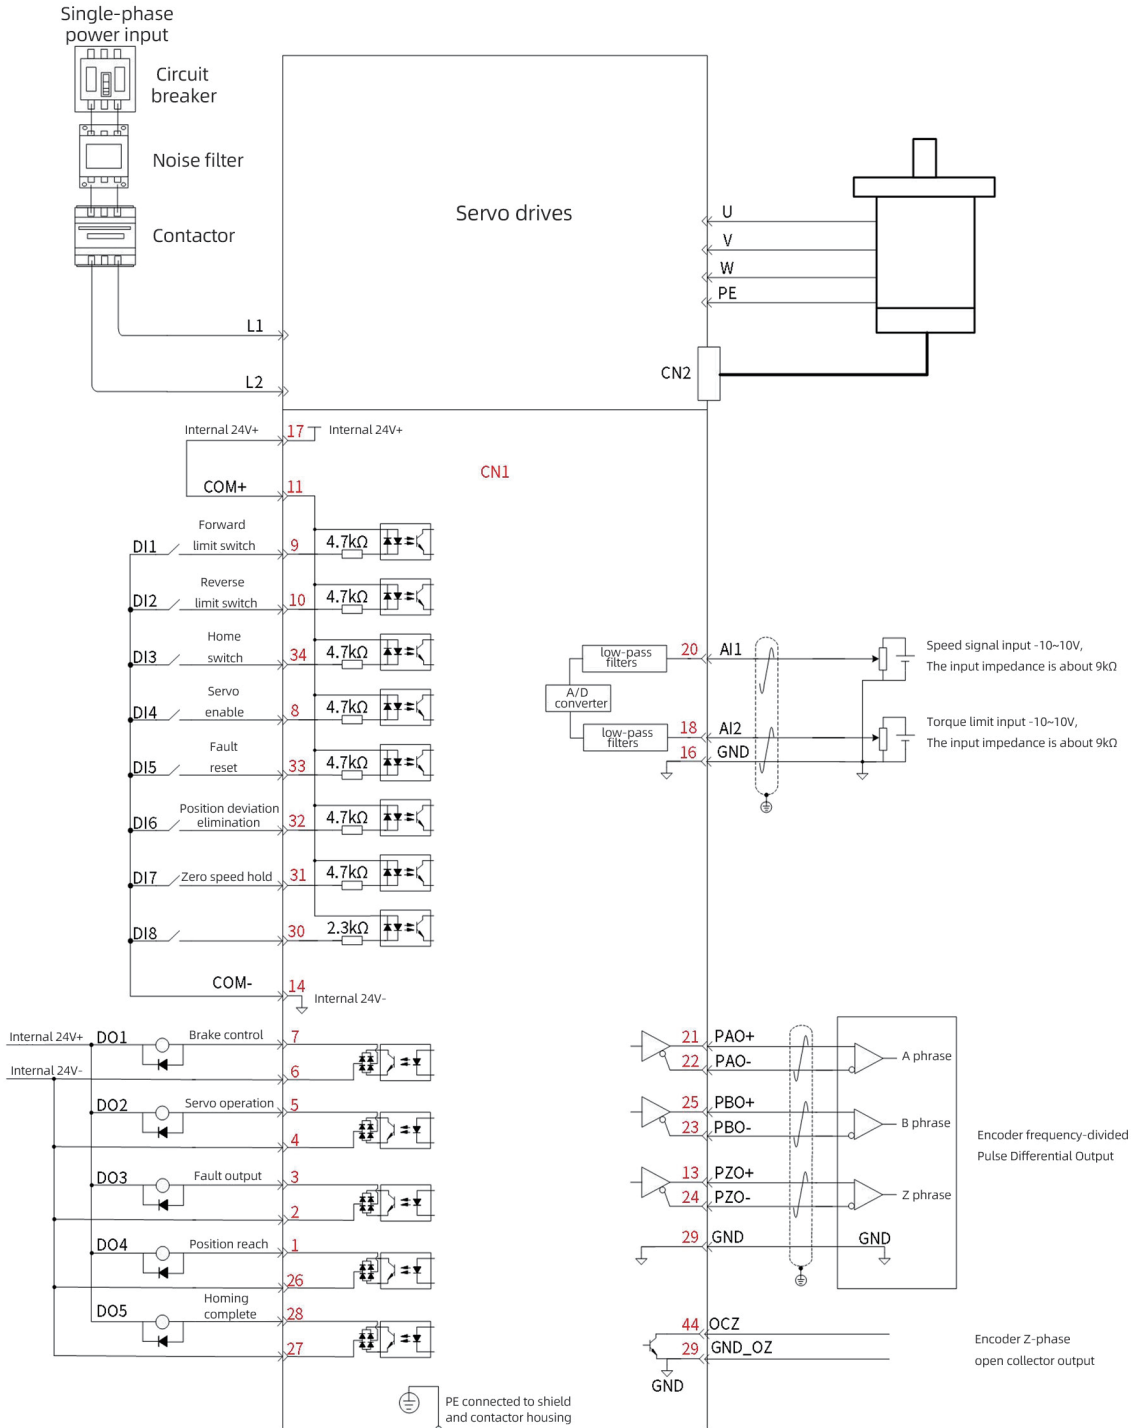 Single-phase
power input
Circuit
breaker
Noise filter
Contactor
Servo drives
U
V
W
PE
L1
L2
CN2
Internal 24V+
17
Internal 24V+
CN1
COM+
11
Forward
DI1
limit switch
9
4.7kΩ
Reverse
DI2
limit switch
10
4.7kΩ
Home
DI3
switch
34
4.7kΩ
Servo
DI4
enable
8
4.7kΩ
Fault
DI5
reset
33
4.7kΩ
Position deviation
DI6
elimination
32
4.7kΩ
DI7
Zero speed hold
31
4.7kΩ
DI8
30
2.3kΩ
COM-
14
Internal 24V-
low-pass
filters
20
AI1
Speed signal input -10~10V,
The input impedance is about 9kΩ
A/D
converter
low-pass
filters
18
AI2
16
GND
Torque limit input -10~10V,
The input impedance is about 9kΩ
Internal 24V+
DO1
Brake control
7
Internal 24V-
6
DO2
Servo operation
5
4
DO3
Fault output
3
2
DO4
Position reach
1
26
DO5
Homing
complete
28
27
21
PAO+
22
PAO-
A phrase
25
PBO+
23
PBO-
B phrase
13
PZO+
24
PZO-
Z phrase
29
GND
GND
Encoder frequency-divided
Pulse Differential Output
44
OCZ
29
GND_OZ
GND
Encoder Z-phase
open collector output
PE connected to shield
and contactor housing